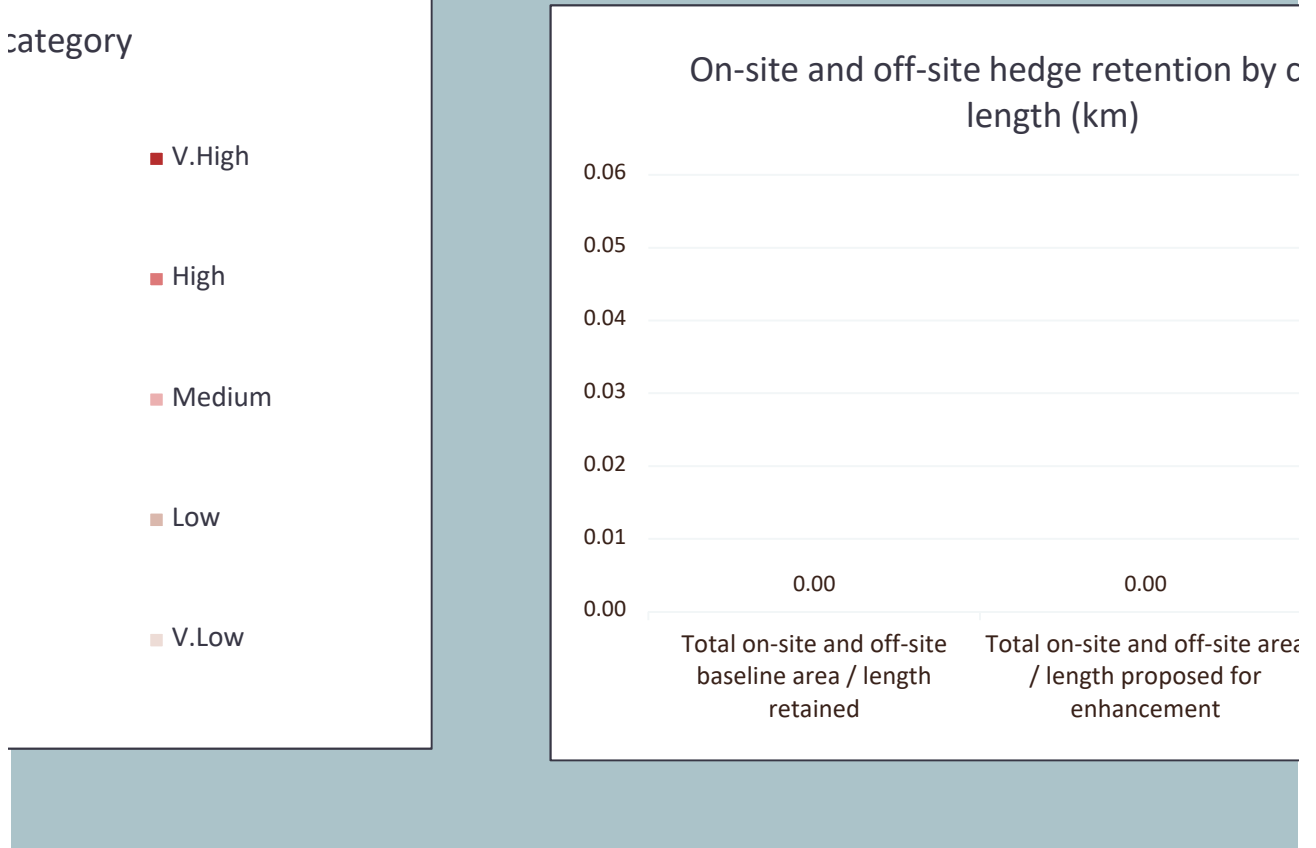 category
V.High
High
Medium
Low
V.Low
On-site and off-site hedge retention by
length (km)
0.06
0.05
0.04
0.03
0.02
0.01
0.00
0.00
0.00
Total on-site and off-site
baseline area / length
retained
Total on-site and off-site area
/ length proposed for
enhancement